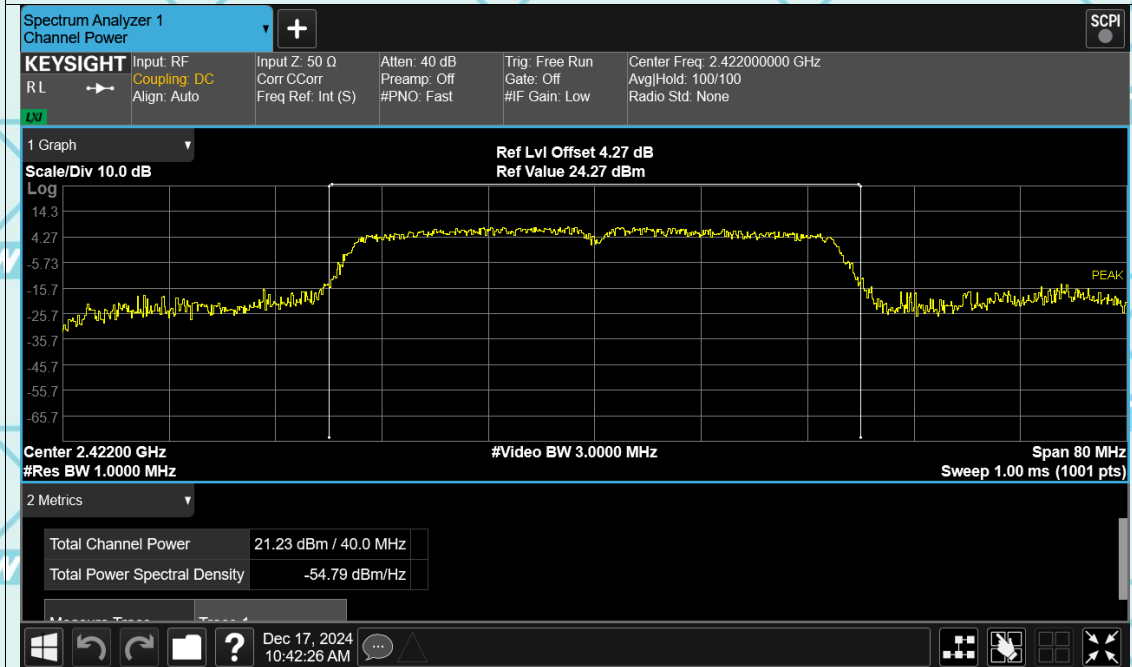 Spectrum Analyzer 1
Channel Power
+
SCPI
KEYSIGHT
RL
LXI
Input: RF
Coupling: DC
Align: Auto
Input Z: 50 Ω
Corr CCorr
Freq Ref: Int (S)
Atten: 40 dB
Preamp: Off
#PNO: Fast
Trig: Free Run
Gate: Off
#IF Gain: Low
Center Freq: 2.422000000 GHz
Avg|Hold: 100/100
Radio Std: None
1 Graph
Scale/Div 10.0 dB
Ref Lvl Offset 4.27 dB
Ref Value 24.27 dBm
Log
14.3
4.27
-5.73
-15.7
-25.7
-35.7
-45.7
-55.7
-65.7
PEAK
Center 2.42200 GHz
#Video BW 3.0000 MHz
Span 80 MHz
#Res BW 1.0000 MHz
Sweep 1.00 ms (1001 pts)
2 Metrics
Total Channel Power 21.23 dBm / 40.0 MHz
Total Power Spectral Density -54.79 dBm/Hz
?
Dec 17, 2024
10:42:26 AM